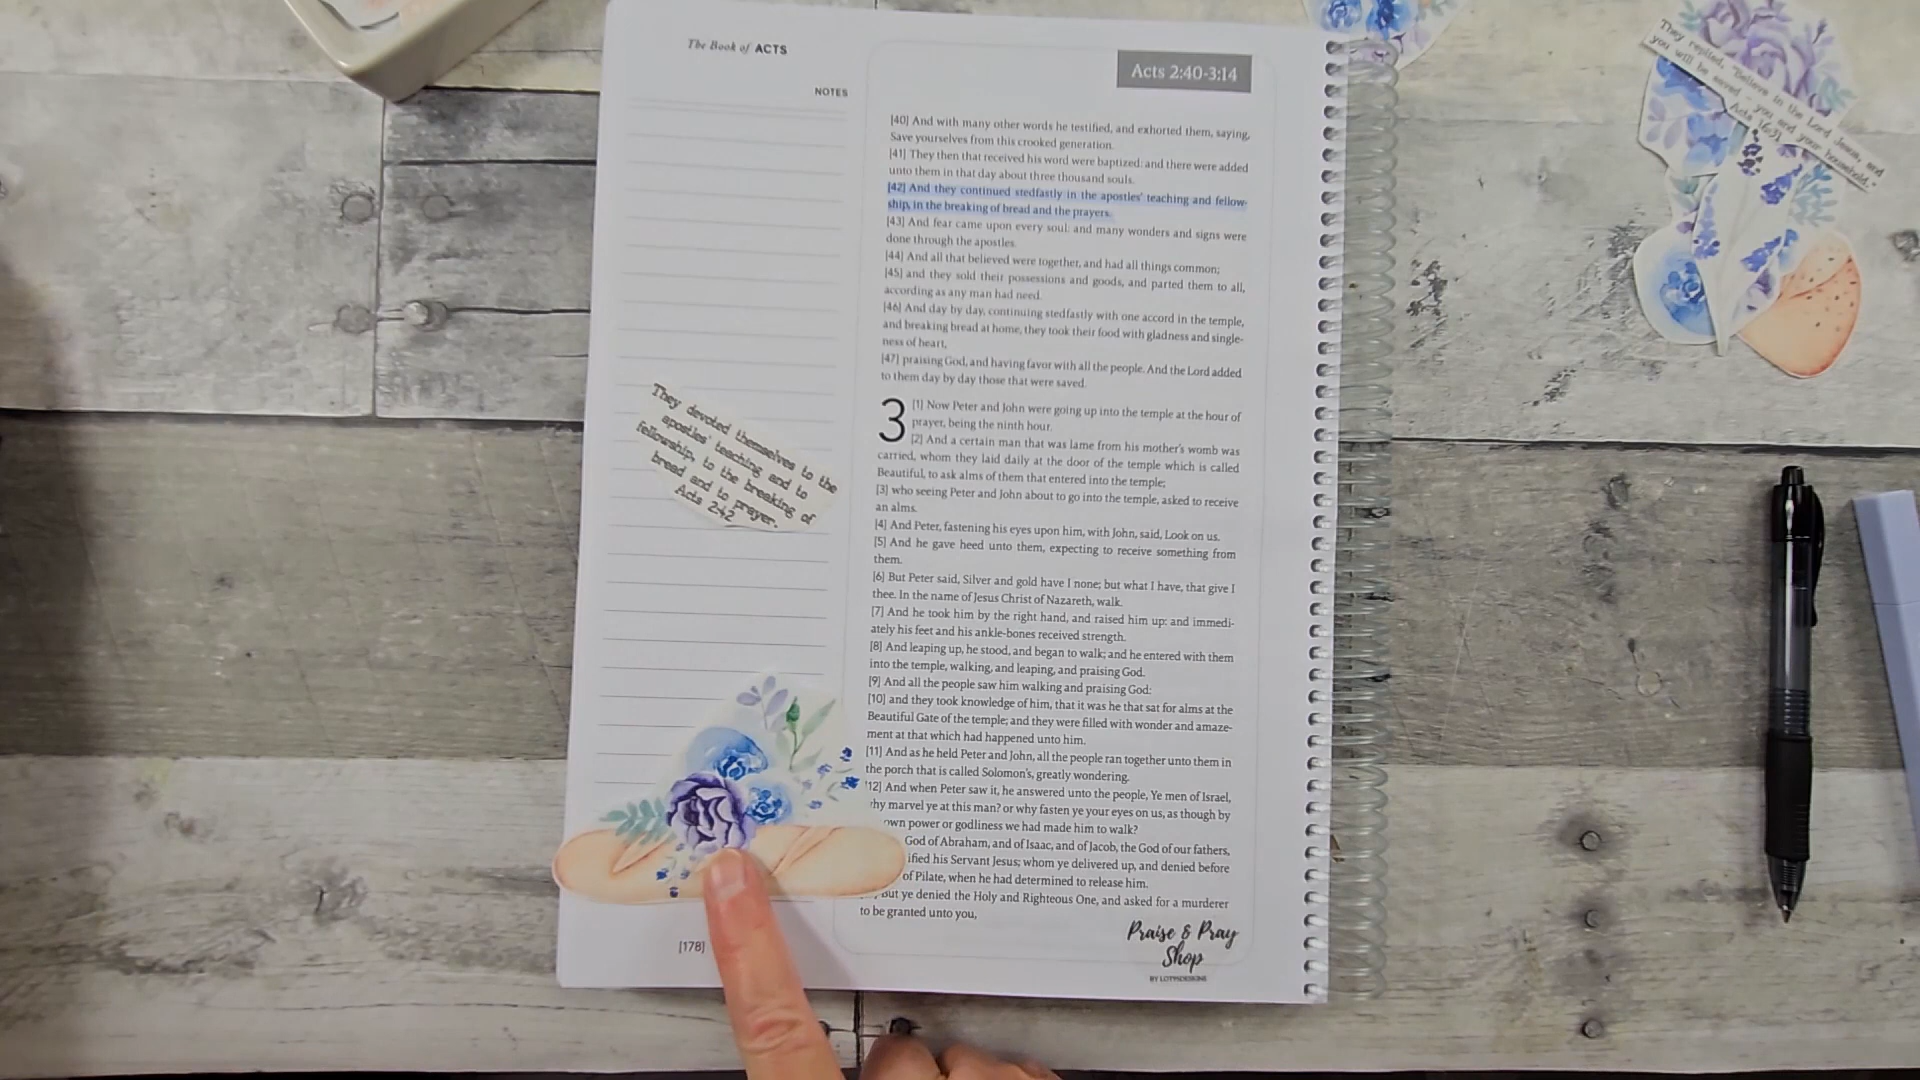 The Book of ACTS
NOTES
Acts 2:40-3:14
[40] And with many other words he testified, and exhorted them, saying,
Save yourselves from this crooked generation.
[41] They then that received his word were baptized: and there were added
unto them in that day about three thousand souls.
[42] And they continued stedfastly in the apostles' teaching and fellow-
ship, in the breaking of bread and the prayers.
[43] And fear came upon every soul: and many wonders and signs were
done through the apostles.
[44] And all that believed were together, and had all things common;
[45] and they sold their possessions and goods, and parted them to all,
according as any man had need.
[46] And day by day, continuing stedfastly with one accord in the temple,
and breaking bread at home, they took their food with gladness and single-
ness of heart,
[47] praising God, and having favor with all the people. And the Lord added
to them day by day those that were saved.
3 [1] Now Peter and John were going up into the temple at the hour of
prayer, being the ninth hour.
[2] And a certain man that was lame from his mother's womb was
carried, whom they laid daily at the door of the temple which is called
Beautiful, to ask alms of them that entered into the temple;
[3] who seeing Peter and John about to go into the temple, asked to receive
an alms.
[4] And Peter, fastening his eyes upon him, with John, said, Look on us.
[5] And he gave heed unto them, expecting to receive something from
them.
[6] But Peter said, Silver and gold have I none; but what I have, that give I
thee. In the name of Jesus Christ of Nazareth, walk.
[7] And he took him by the right hand, and raised him up: and immedi-
ately his feet and his ankle-bones received strength.
[8] And leaping up, he stood, and began to walk; and he entered with them
into the temple, walking, and leaping, and praising God.
[9] And all the people saw him walking and praising God:
[10] and they took knowledge of him, that it was he that sat for alms at the
Beautiful Gate of the temple; and they were filled with wonder and amaze-
ment at that which had happened unto him.
[11] And as he held Peter and John, all the people ran together unto them in
the porch that is called Solomon's, greatly wondering.
12] And when Peter saw it, he answered unto the people, Ye men of Israel,
hy marvel ye at this man? or why fasten ye your eyes on us, as though by
own power or godliness we had made him to walk?
God of Abraham, and of Isaac, and of Jacob, the God of our fathers,
ified his Servant Jesus; whom ye delivered up, and denied before
of Pilate, when he had determined to release him.
But ye denied the Holy and Righteous One, and asked for a murderer
to be granted unto you,
They devoted themselves to the
apostles' teaching and to
fellowship, to the breaking of
bread and to prayer.
Acts 2:42
[178]
Praise & Pray
Shop
BY LOTYSDESIGNS
They replied, "Believe in the Lord Jesus, and
you will be saved - you and your household."
Acts 16:31